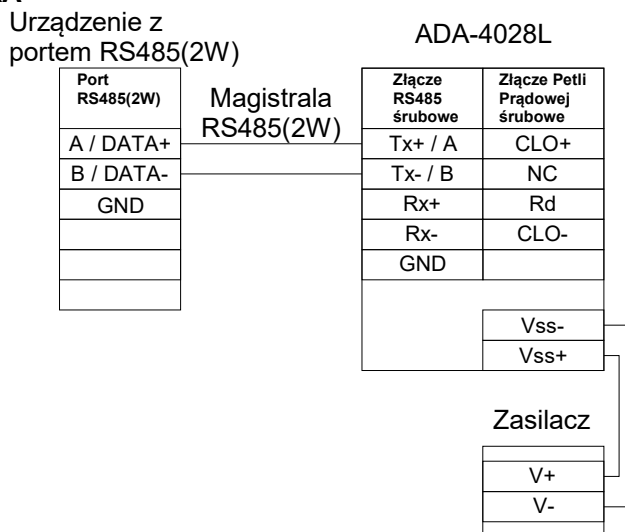 Urządzenie z
portem RS485(2W)
ADA-4028L
Port
RS485(2W)
Magistrala
RS485(2W)
Złącze
RS485
śrubowe
Złącze Petli
Prądowej
śrubowe
A / DATA+
Tx+ / A
CLO+
B / DATA-
Tx- / B
NC
GND
Rx+
Rd
Rx-
CLO-
GND
Vss-
Vss+
Zasilacz
V+
V-